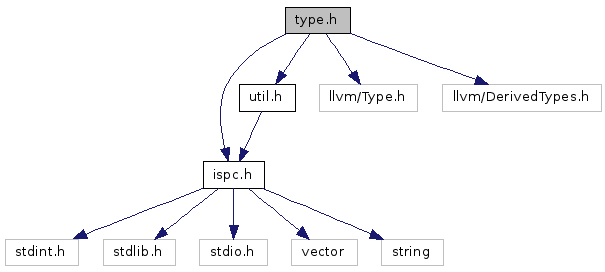 type.h
util.h
llvm/Type.h
llvm/DerivedTypes.h
ispc.h
stdint.h
stdlib.h
stdio.h
vector
string